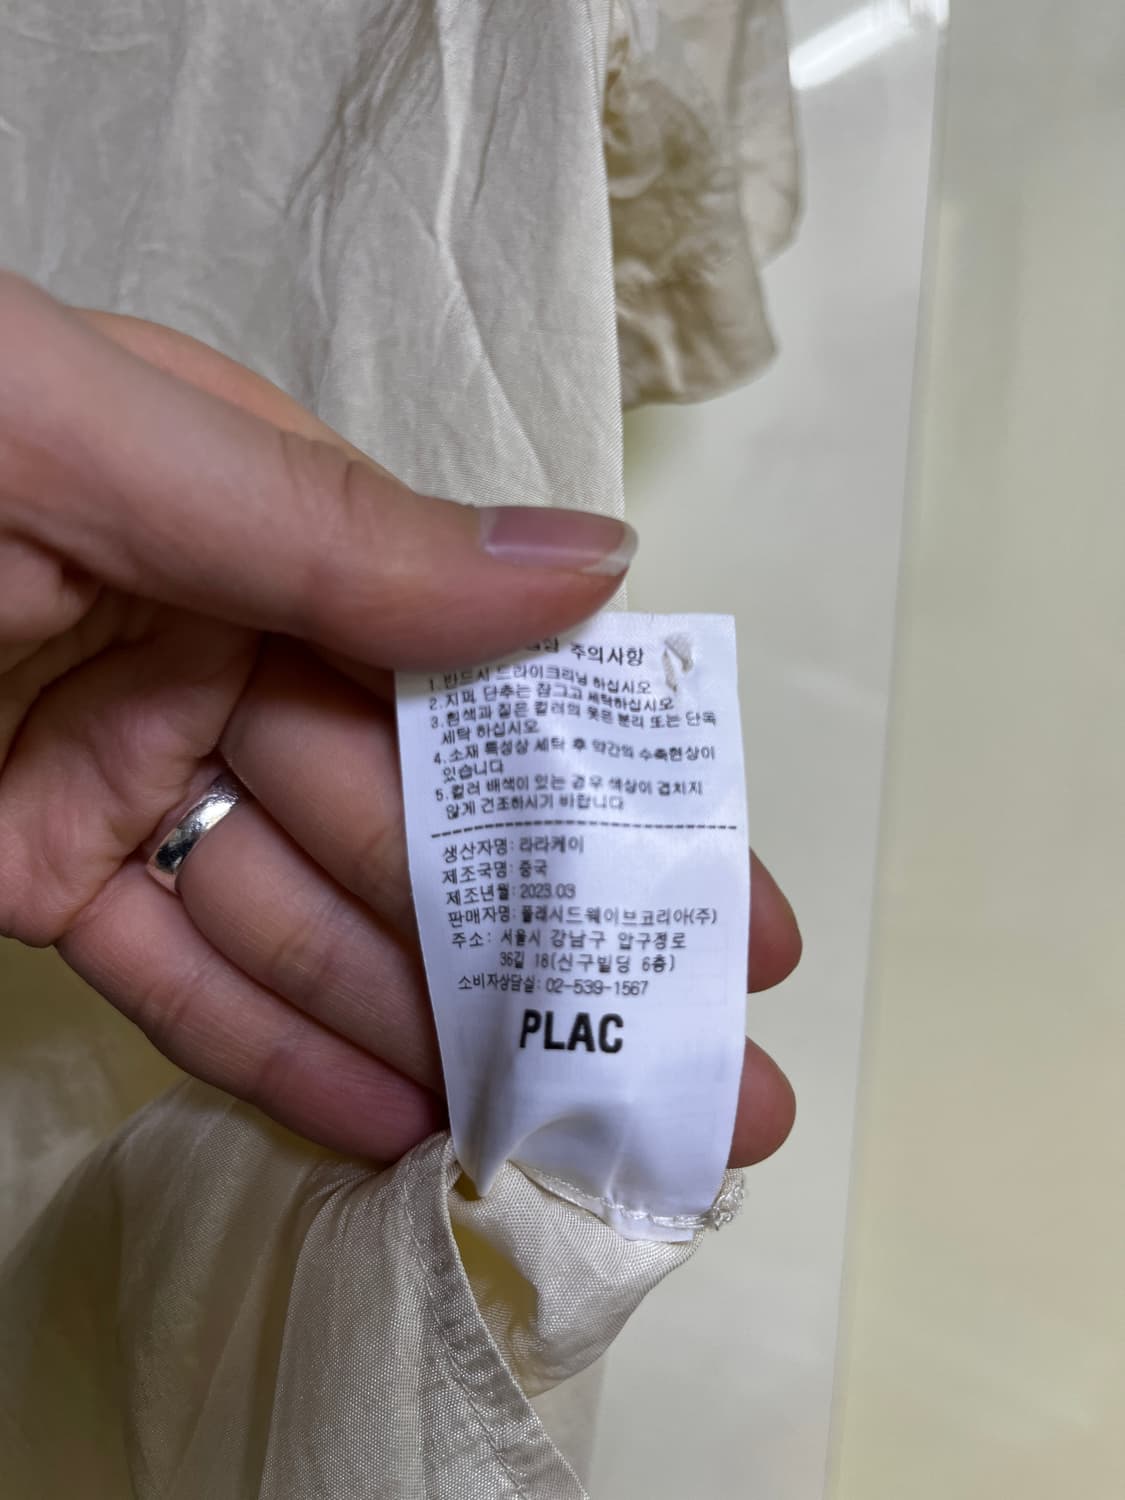 주의사항
1.반드시 드라이크리닝 하십시오
2.지퍼, 단추는 잠그고 세탁하십시오
3.흰색과 짙은 컬러의 옷은 분리 또는 단독
세탁 하십시오
4.소재 특성상 세탁 후 약간의 수축현상이
있습니다
5.컬러 배색이 있는 경우 색상이 겹치지
않게 건조하시기 바랍니다
생산자명: 라라케이
제조국명: 중국
제조년월: 2023.03
판매자명: 플래시드웨이브코리아(주)
주소: 서울시 강남구 압구정로
36길 18(신구빌딩 6층)
소비자상담실: 02-539-1567
PLAC